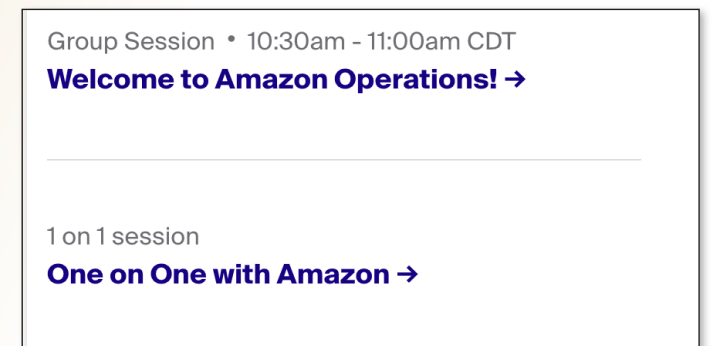 Group Session • 10:30am - 11:00am CDT
Welcome to Amazon Operations! →
1 on 1 session
One on One with Amazon →